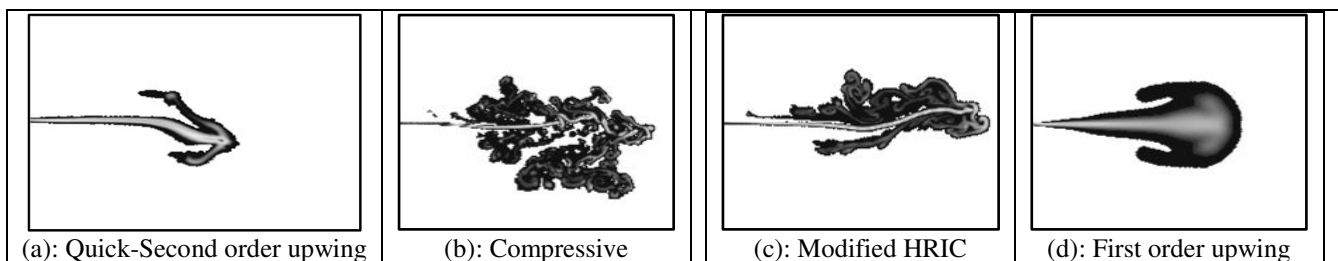 (a): Quick-Second order upwing
(b): Compressive
(c): Modified HRIC
(d): First order upwing